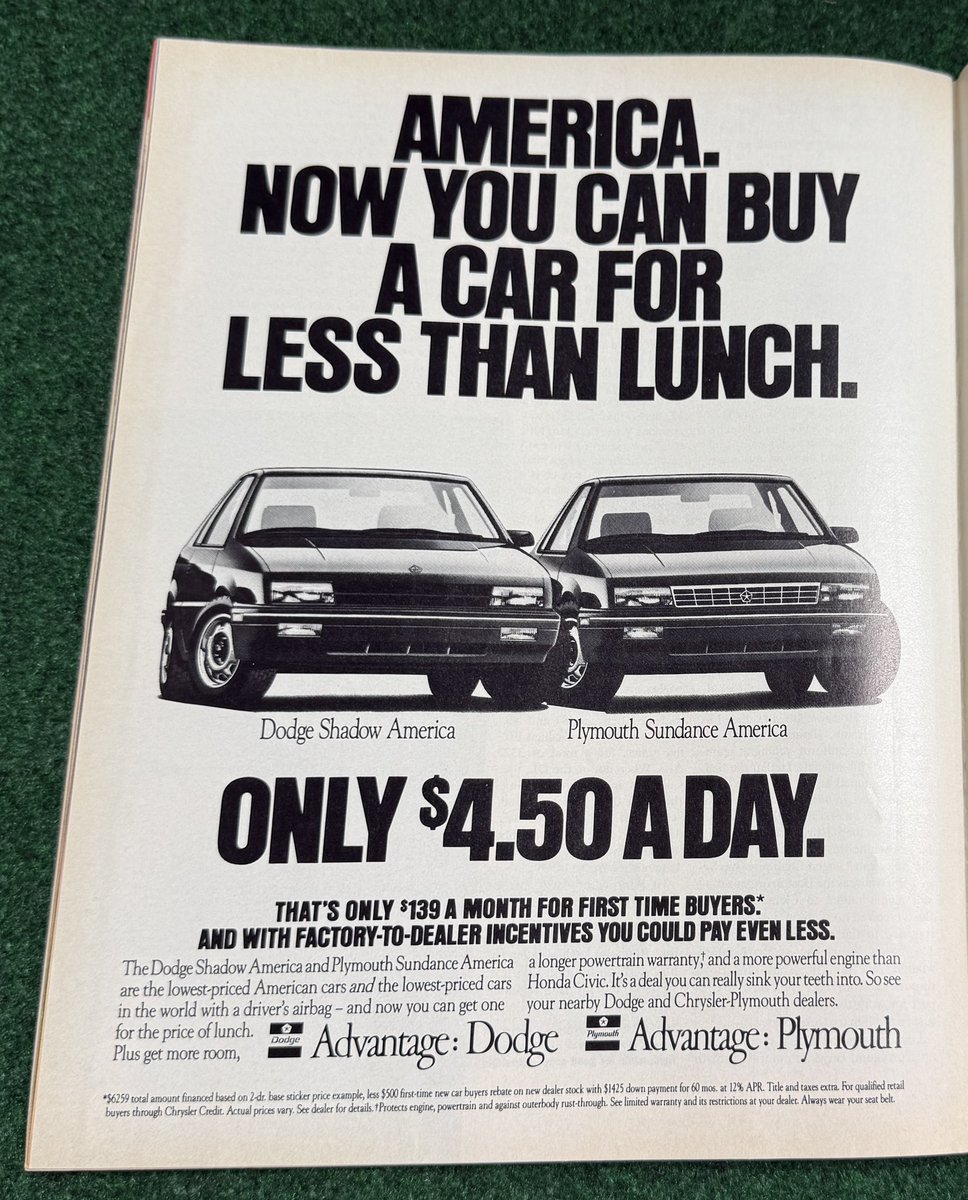 AMERICA.
NOW YOU CAN BUY
A CAR FOR
LESS THAN LUNCH.
Dodge Shadow America
Plymouth Sundance America
ONLY $4.50 A DAY.
THAT'S ONLY $139 A MONTH FOR FIRST TIME BUYERS.*
AND WITH FACTORY-TO-DEALER INCENTIVES YOU COULD PAY EVEN LESS.
The Dodge Shadow America and Plymouth Sundance America
are the lowest-priced American cars and the lowest-priced cars
in the world with a driver's airbag – and now you can get one
for the price of lunch.
Plus get more room,
a longer powertrain warranty,† and a more powerful engine than
Honda Civic. It's a deal you can really sink your teeth into. So see
your nearby Dodge and Chrysler-Plymouth dealers.
Dodge
Advantage: Dodge
Plymouth
Advantage: Plymouth
*$6259 total amount financed based on 2-dr. base sticker price example, less $500 first-time new car buyers rebate on new dealer stock with $1425 down payment for 60 mos. at 12% APR. Title and taxes extra. For qualified retail
buyers through Chrysler Credit. Actual prices vary. See dealer for details. †Protects engine, powertrain and against outerbody rust-through. See limited warranty and its restrictions at your dealer. Always wear your seat belt.